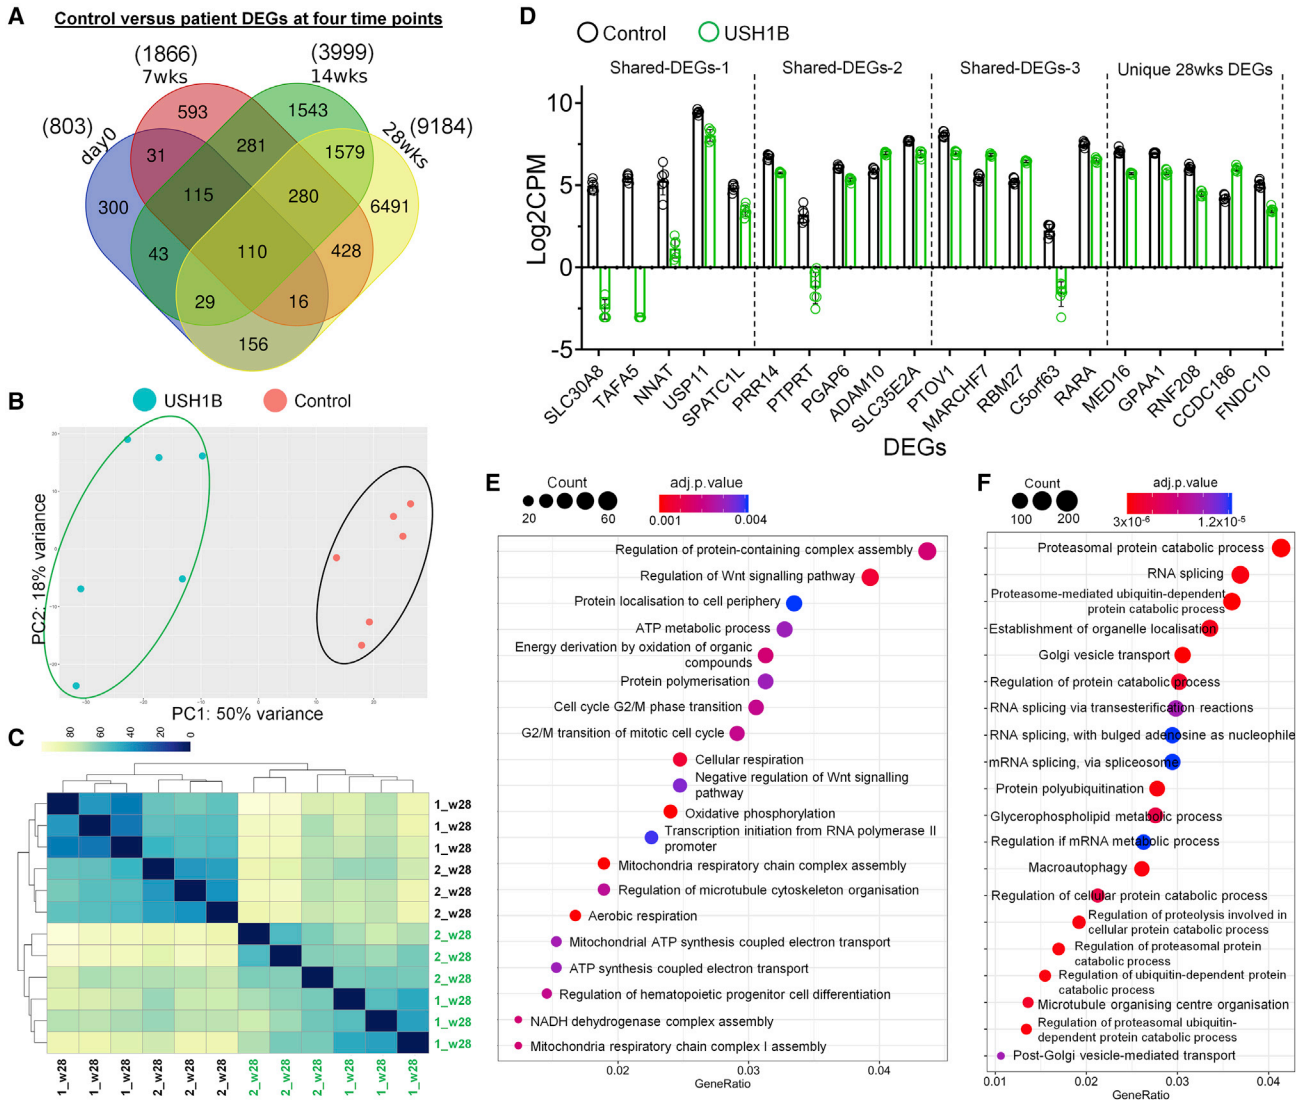 A
Control versus patient DEGs at four time points
(1866)
7wks
(3999)
14wks
(803)
day0
28wks
(9184)
593
1543
31
281
1579
300
115
280
6491
43
110
428
29
16
156
B
USH1B
Control
PC2: 18% variance
PC1: 50% variance
C
80
60
40
20
0
1_w28
1_w28
1_w28
2_w28
2_w28
2_w28
2_w28
2_w28
2_w28
1_w28
1_w28
1_w28
1_w28
1_w28
1_w28
2_w28
2_w28
2_w28
2_w28
2_w28
2_w28
1_w28
1_w28
1_w28
D
Control
USH1B
Shared-DEGs-1
Shared-DEGs-2
Shared-DEGs-3
Unique 28wks DEGs
Log2CPM
10
5
0
-5
SLC30A8
TAFA5
NNAT
USP11
SPATC1L
PRR14
PTPRT
PGAP6
ADAM10
SLC35E2A
PTOV1
MARCHF7
RBM27
C5orf63
RARA
MED16
GPAA1
RNF208
CCDC186
FNDC10
DEGs
E
Count
20
60
adj.p.value
0.001
0.004
Regulation of protein-containing complex assembly
Regulation of Wnt signalling pathway
Protein localisation to cell periphery
ATP metabolic process
Energy derivation by oxidation of organic
compounds
Protein polymerisation
Cell cycle G2/M phase transition
G2/M transition of mitotic cell cycle
Cellular respiration
Negative regulation of Wnt signalling
pathway
Oxidative phosphorylation
Transcription initiation from RNA polymerase II
promoter
Mitochondria respiratory chain complex assembly
Regulation of microtubule cytoskeleton organisation
Aerobic respiration
Mitochondrial ATP synthesis coupled electron transport
ATP synthesis coupled electron transport
Regulation of hematopoietic progenitor cell differentiation
NADH dehydrogenase complex assembly
Mitochondria respiratory chain complex I assembly
0.02
0.03
0.04
GeneRatio
F
Count
100
200
adj.p.value
3x10⁻⁶
1.2x10⁻⁵
Proteasomal protein catabolic process
RNA splicing
Proteasome-mediated ubiquitin-dependent
protein catabolic process
Establishment of organelle localisation
Golgi vesicle transport
Regulation of protein catabolic process
RNA splicing via transesterification reactions
RNA splicing, with bulged adenosine as nucleophile
mRNA splicing, via spliceosome
Protein polyubiquitination
Glycerophospholipid metabolic process
Regulation if mRNA metabolic process
Macroautophagy
Regulation of cellular protein catabolic process
Regulation of proteolysis involved in
cellular protein catabolic process
Regulation of proteasomal protein
catabolic process
Regulation of ubiquitin-dependent protein
catabolic process
Microtubule organising centre organisation
Regulation of proteasomal ubiquitin-
dependent protein catabolic process
Post-Golgi vesicle-mediated transport
0.01
0.02
0.03
0.04
GeneRatio